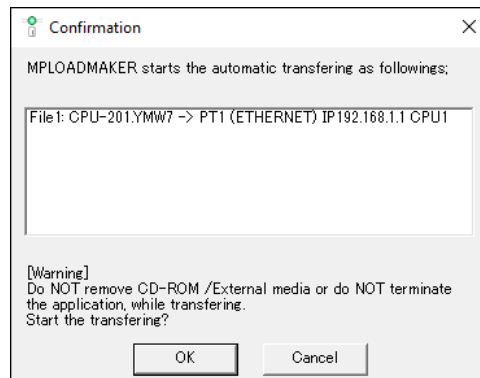 Confirmation
MPLOADMAKER starts the automatic transfering as followings;
File1: CPU-201.YMW7 -> PT1 (ETHERNET) IP192.168.1.1 CPU1
[Warning]
Do NOT remove CD-ROM /External media or do NOT terminate
the application, while transfering.
Start the transfering?
OK
Cancel